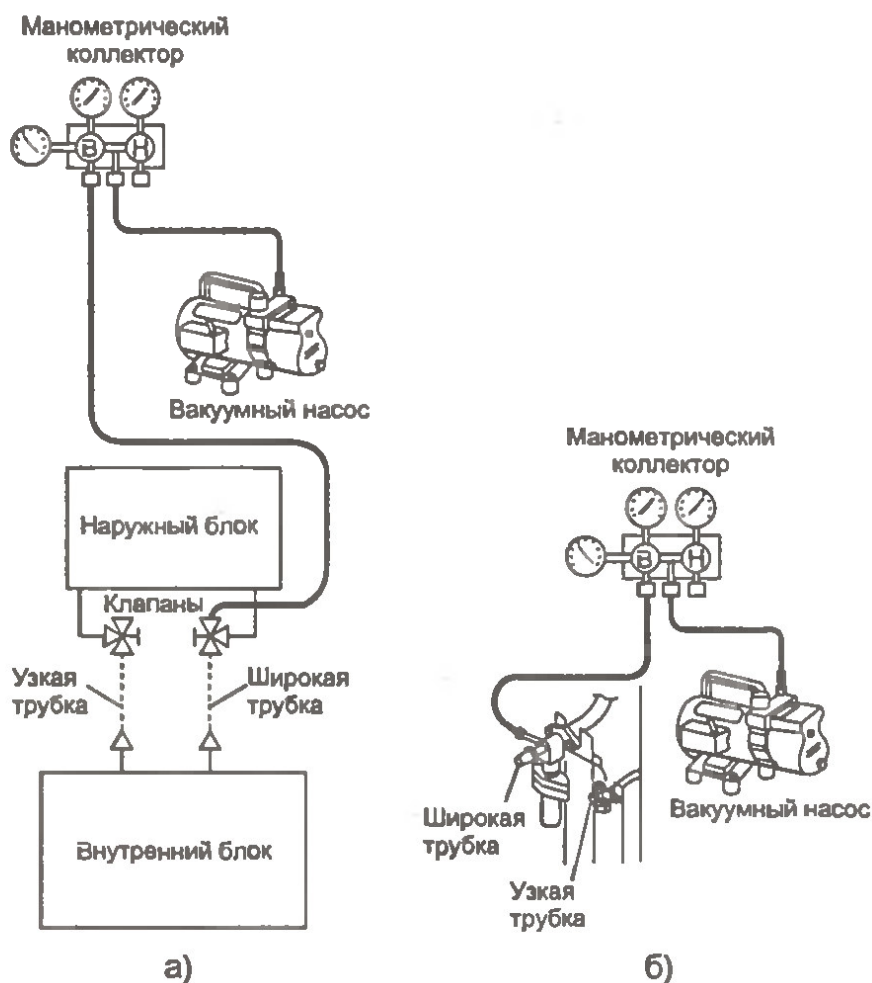 Манометрический
коллектор
В Н
Вакуумный насос
Наружный блок
Клапаны
Узкая
трубка
Широкая
трубка
Внутренний блок
а)
Манометрический
коллектор
В Н
Широкая
трубка
Узкая
трубка
Вакуумный насос
б)